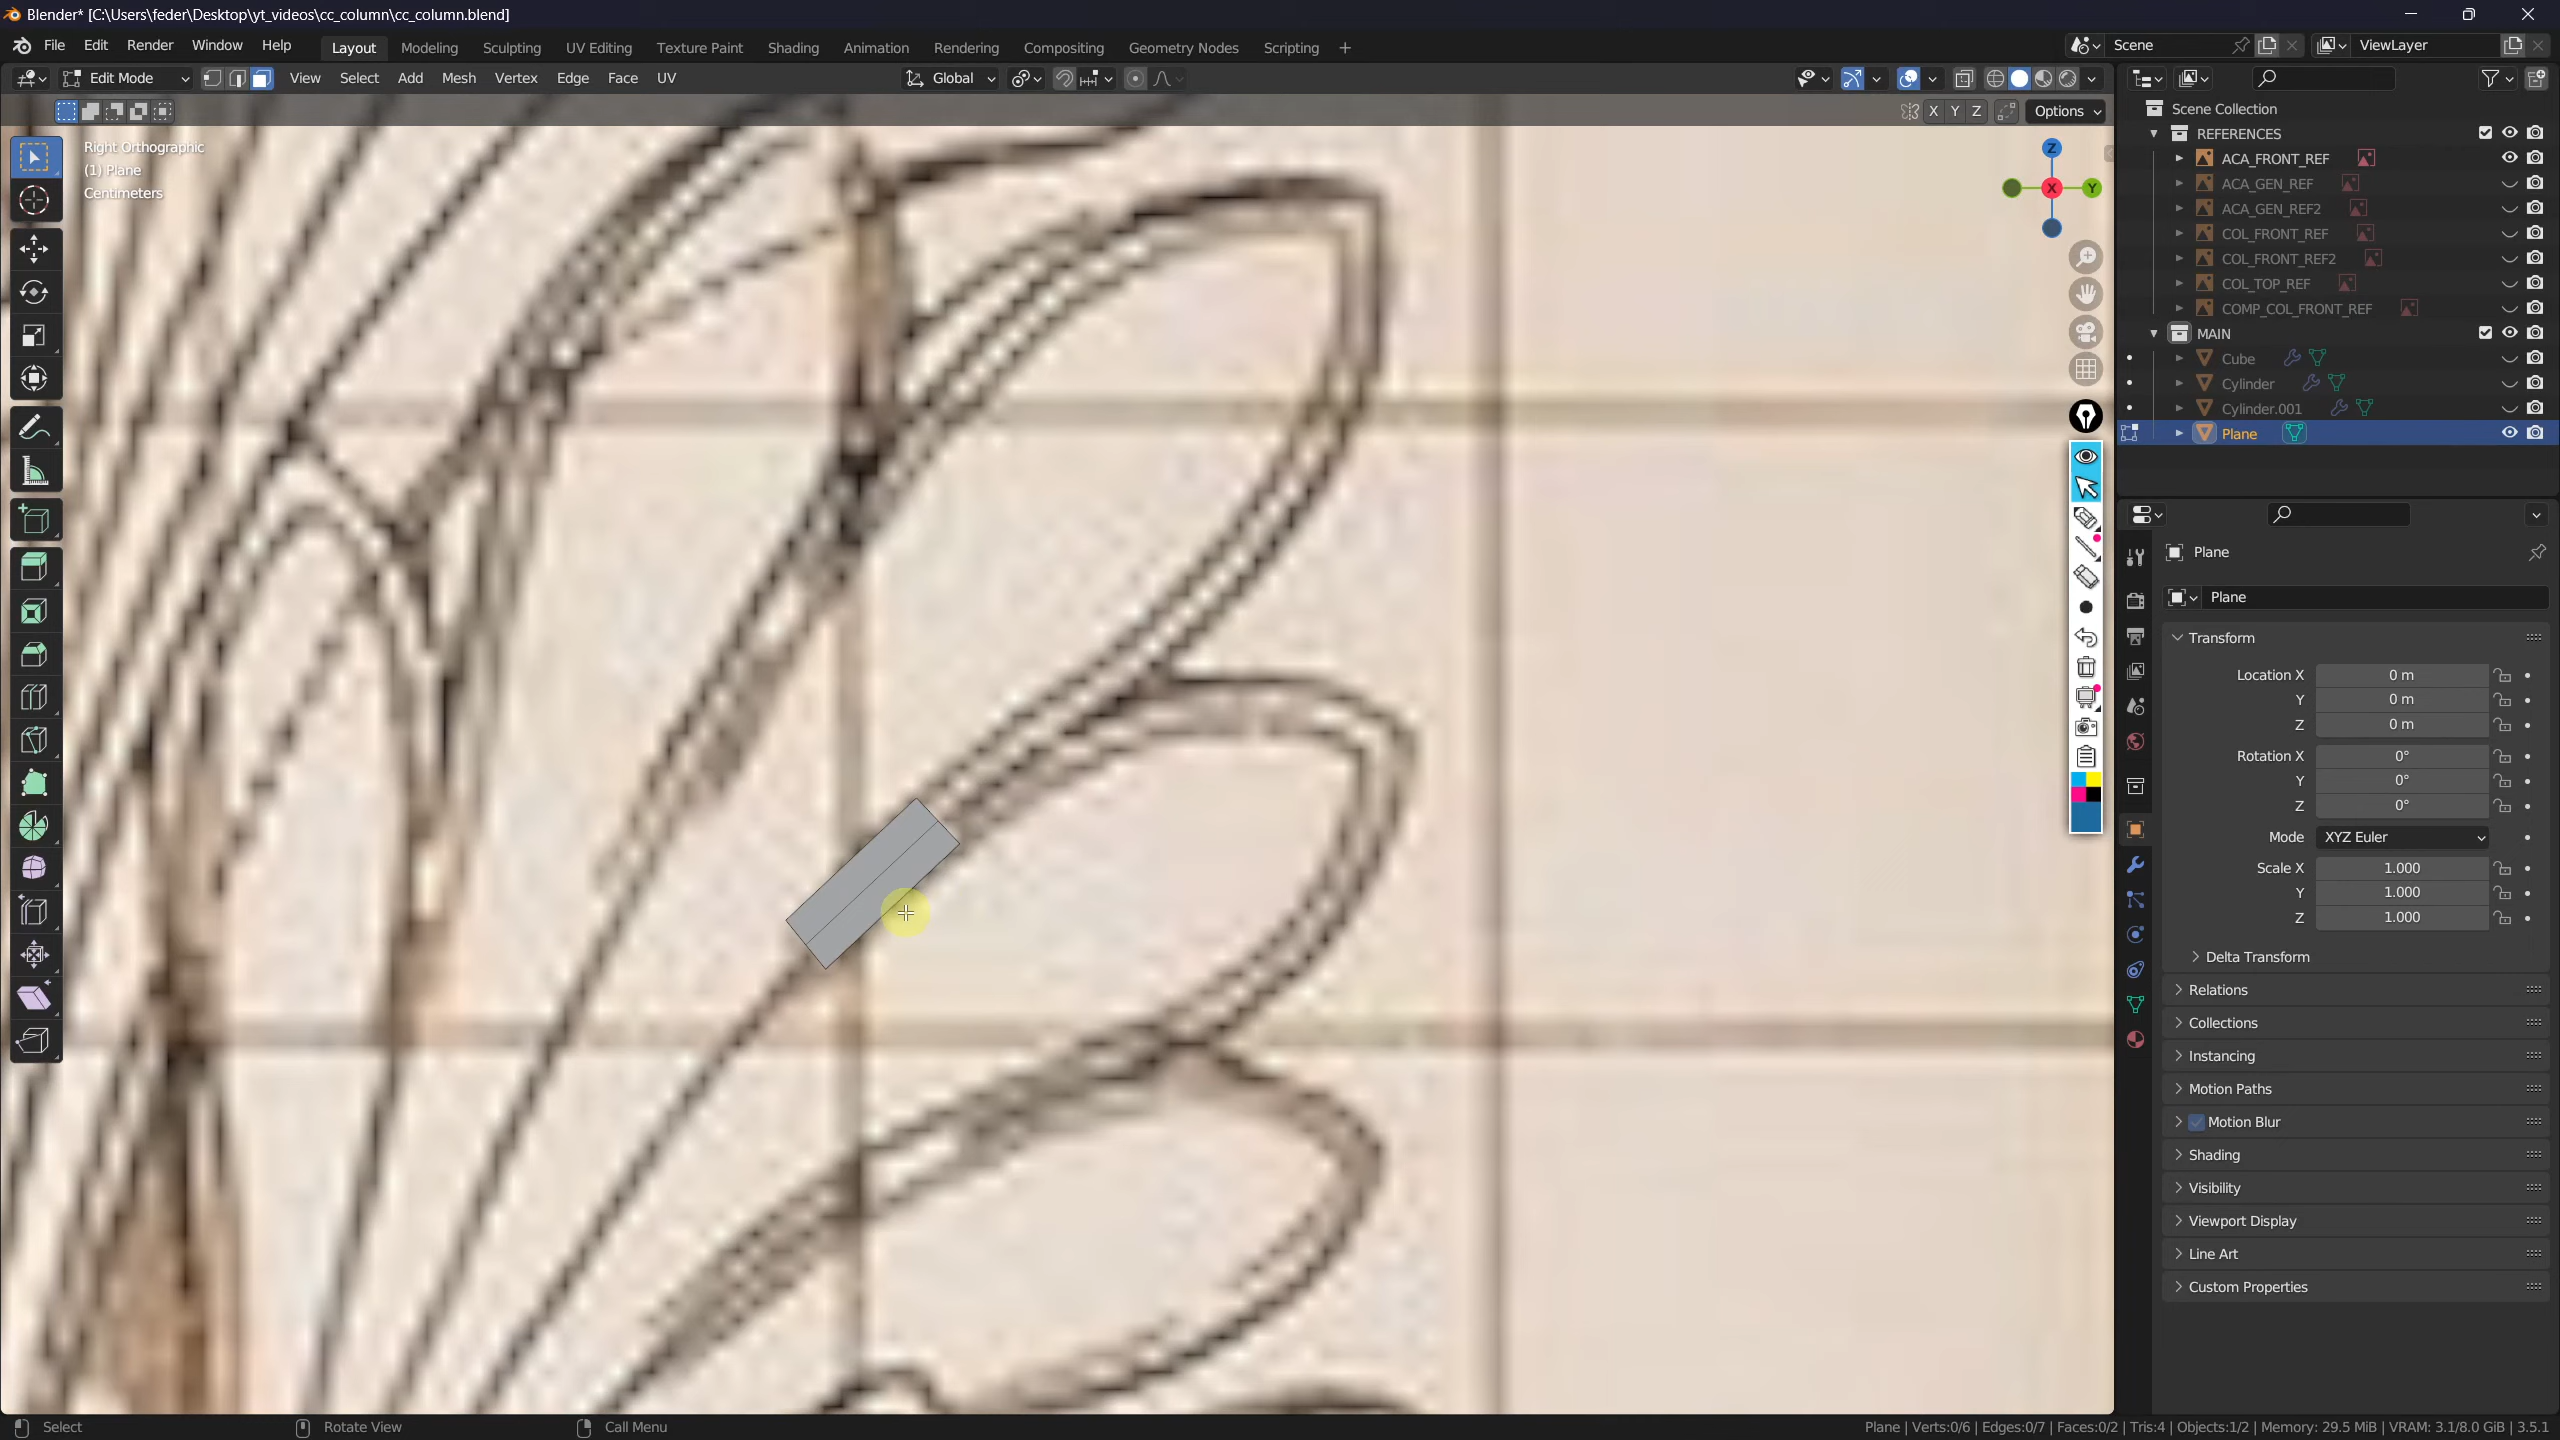 Blender* [C:\Users\feder\Desktop\yt_videos\cc_column\cc_column.blend]
File Edit Render Window Help Layout Modeling Sculpting UV Editing Texture Paint Shading Animation Rendering Compositing Geometry Nodes Scripting + Scene ViewLayer
Edit Mode View Select Add Mesh Vertex Edge Face UV Global
X Y Z Options
Right Orthographic
(1) Plane
Centimeters
Z
X
Y
Scene Collection
REFERENCES
ACA_FRONT_REF
ACA_GEN_REF
ACA_GEN_REF2
COL_FRONT_REF
COL_FRONT_REF2
COL_TOP_REF
COMP_COL_FRONT_REF
MAIN
Cube
Cylinder
Cylinder.001
Plane
Plane
Plane
Transform
Location X 0 m
Y 0 m
Z 0 m
Rotation X 0°
Y 0°
Z 0°
Mode XYZ Euler
Scale X 1.000
Y 1.000
Z 1.000
Delta Transform
Relations
Collections
Instancing
Motion Paths
Motion Blur
Shading
Visibility
Viewport Display
Line Art
Custom Properties
Select Rotate View Call Menu Plane | Verts:0/6 | Edges:0/7 | Faces:0/2 | Tris:4 | Objects:1/2 | Memory: 29.5 MiB | VRAM: 3.1/8.0 GiB | 3.5.1